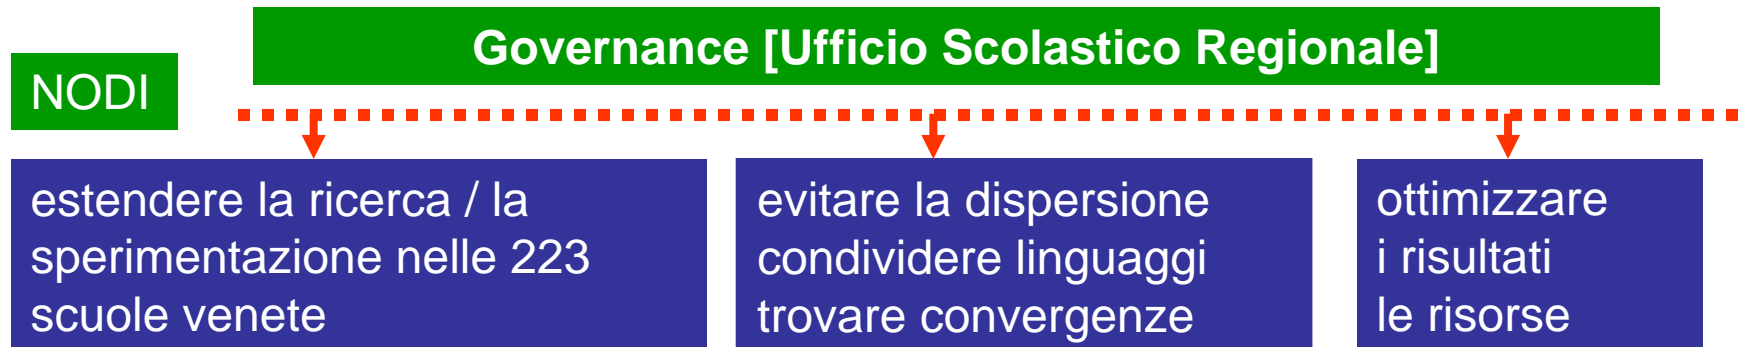 Governance [Ufficio Scolastico Regionale]
NODI
estendere la ricerca / la
sperimentazione nelle 223
scuole venete
evitare la dispersione
condividere linguaggi
trovare convergenze
ottimizzare
i risultati
le risorse